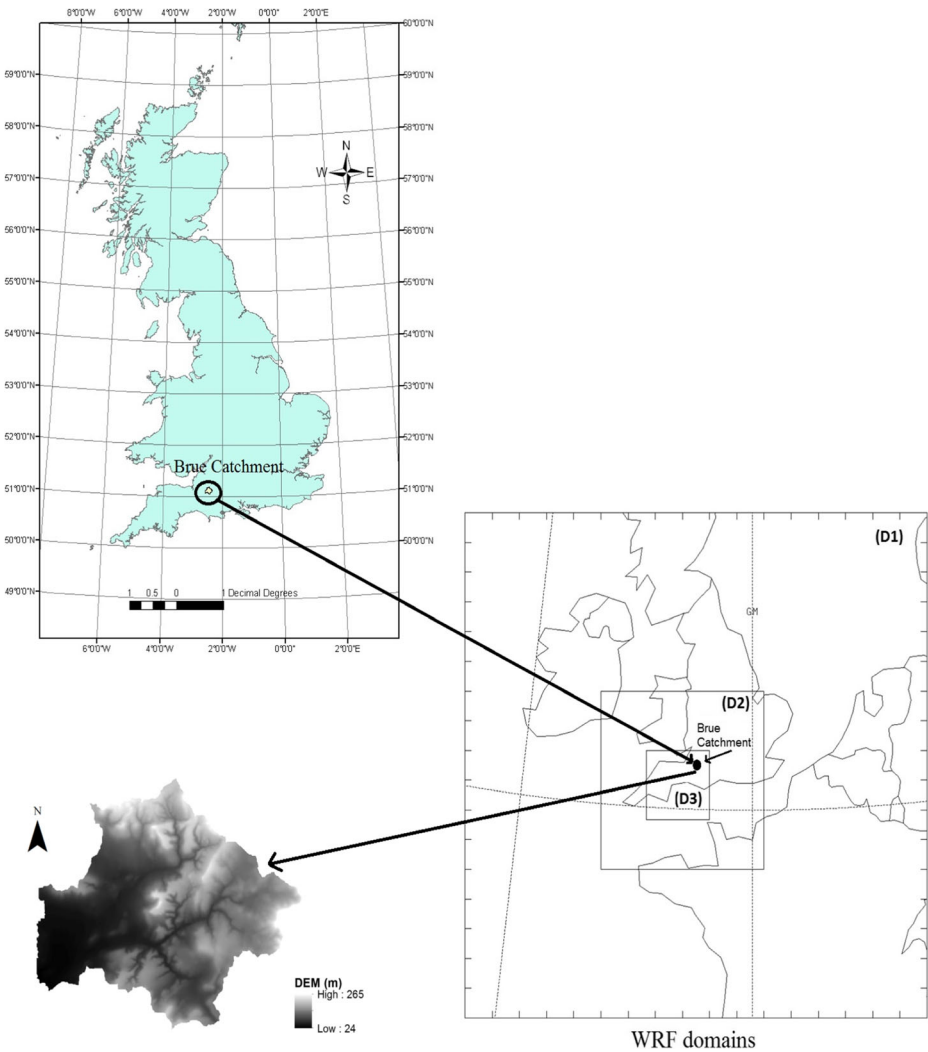 8°0'0"W 6°0'0"W 4°0'0"W 2°0'0"W 0°0'0" 2°0'0"E
60°0'0"N
59°0'0"N 59°0'0"N
58°0'0"N 58°0'0"N
N
W E
S
57°0'0"N 57°0'0"N
56°0'0"N 56°0'0"N
55°0'0"N 55°0'0"N
54°0'0"N 54°0'0"N
53°0'0"N 53°0'0"N
52°0'0"N 52°0'0"N
Brue Catchment
51°0'0"N 51°0'0"N
50°0'0"N 50°0'0"N
49°0'0"N
1 0.5 0 1 Decimal Degrees
6°0'0"W 4°0'0"W 2°0'0"W 0°0'0" 2°0'0"E
(D1)
GM
(D2)
Brue
Catchment
(D3)
N
DEM (m)
High : 265
Low : 24
WRF domains